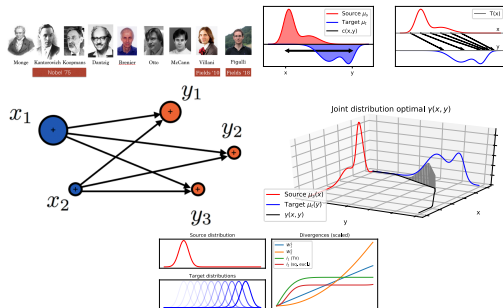 Monge Kantorovich Koopmans Dantzig Brenier Otto McCann Villani Figalli
Nobel '75
Fields '10
Fields '18
Source μs
Target μt
c(x,y)
x
y
T(x)
x
y
x1
x2
y1
y2
y3
+
+
+
+
+
Joint distribution optimal γ(x, y)
Source μs(x)
Target μt(y)
γ(x, y)
y
x
Source distribution
Target distributions
Divergences (scaled)